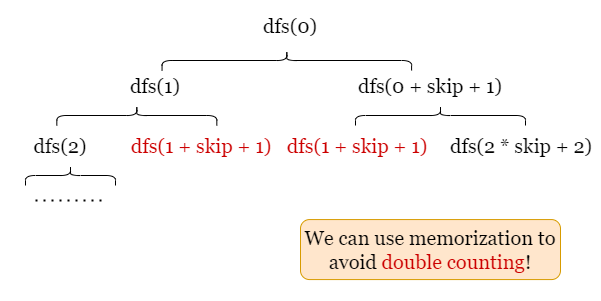 dfs(0)
dfs(1) dfs(0 + skip + 1)
dfs(2) dfs(1 + skip + 1) dfs(1 + skip + 1) dfs(2 * skip + 2)
.........
We can use memorization to
avoid double counting!